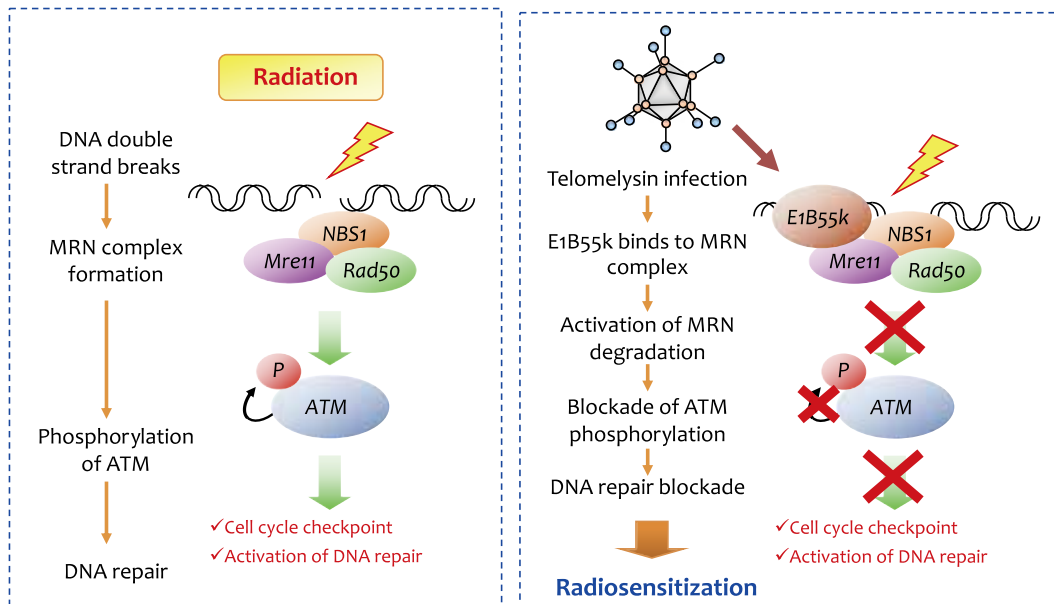 Radiation
DNA double
strand breaks
MRN complex
formation
Phosphorylation
of ATM
DNA repair
NBS1
Mre11
Rad50
P
ATM
✓Cell cycle checkpoint
✓Activation of DNA repair
Telomelysin infection
E1B55k binds to MRN
complex
Activation of MRN
degradation
Blockade of ATM
phosphorylation
DNA repair blockade
Radiosensitization
E1B55k
NBS1
Mre11
Rad50
P
ATM
✓Cell cycle checkpoint
✓Activation of DNA repair